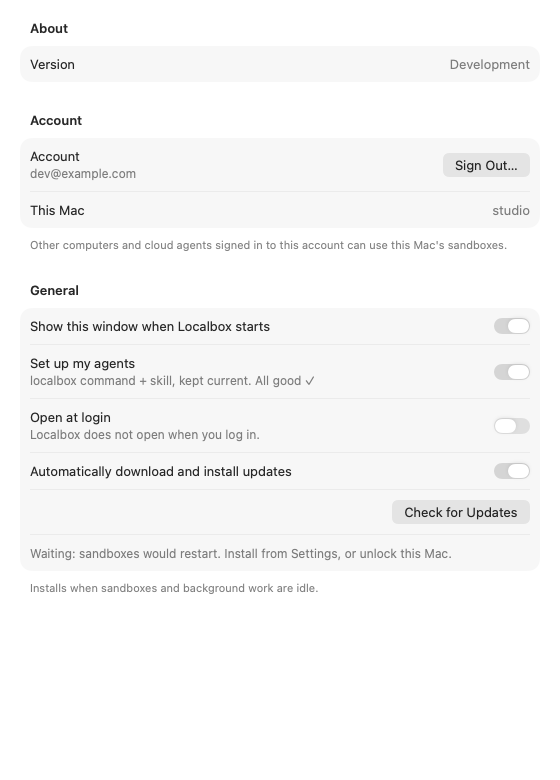 About
Version
Development
Account
Account
dev@example.com
Sign Out...
This Mac
studio
Other computers and cloud agents signed in to this account can use this Mac's sandboxes.
General
Show this window when Localbox starts
Set up my agents
localbox command + skill, kept current. All good ✓
Open at login
Localbox does not open when you log in.
Automatically download and install updates
Check for Updates
Waiting: sandboxes would restart. Install from Settings, or unlock this Mac.
Installs when sandboxes and background work are idle.